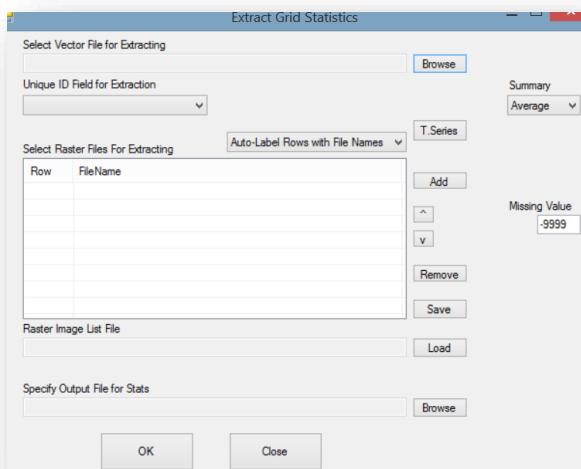 Extract Grid Statistics
Select Vector File for Extracting
Browse
Unique ID Field for Extraction
Summary
Average
T.Series
Auto-Label Rows with File Names
Select Raster Files For Extracting
Row FileName
Add
^
Missing Value
-9999
v
Remove
Save
Raster Image List File
Load
Specify Output File for Stats
Browse
OK Close